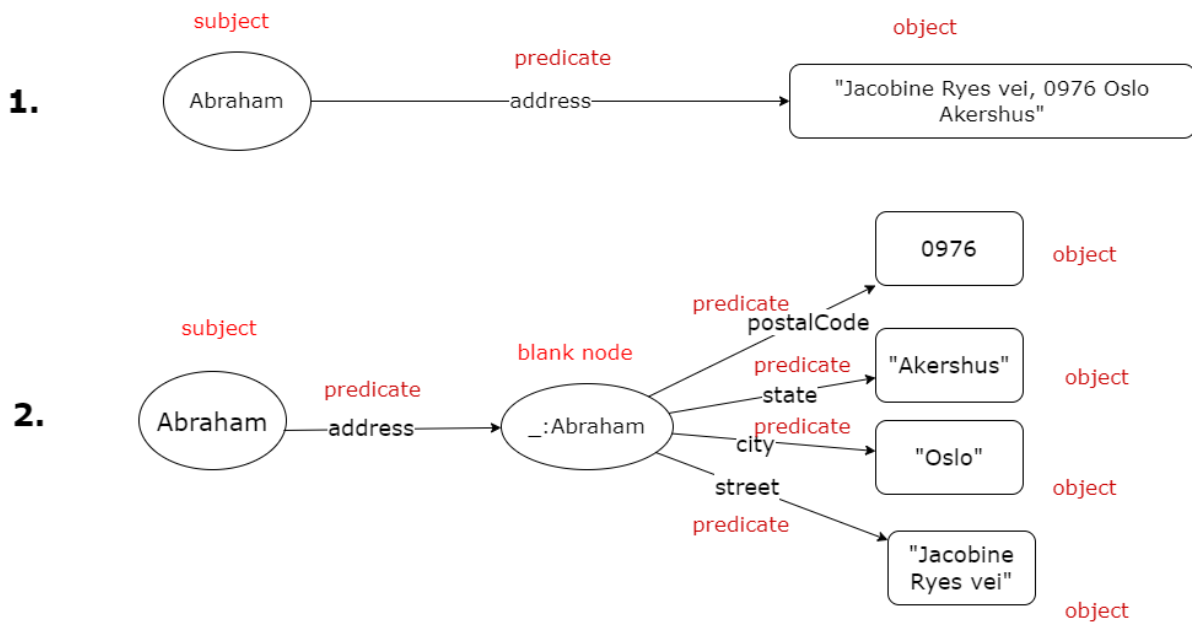 subject
object
predicate
1.
Abraham
address
"Jacobine Ryes vei, 0976 Oslo
Akershus"
0976
object
predicate
postalCode
subject
blank node
predicate
"Akershus"
object
predicate
state
2.
Abraham
address
_:Abraham
predicate
city
"Oslo"
object
street
predicate
"Jacobine
Ryes vei"
object